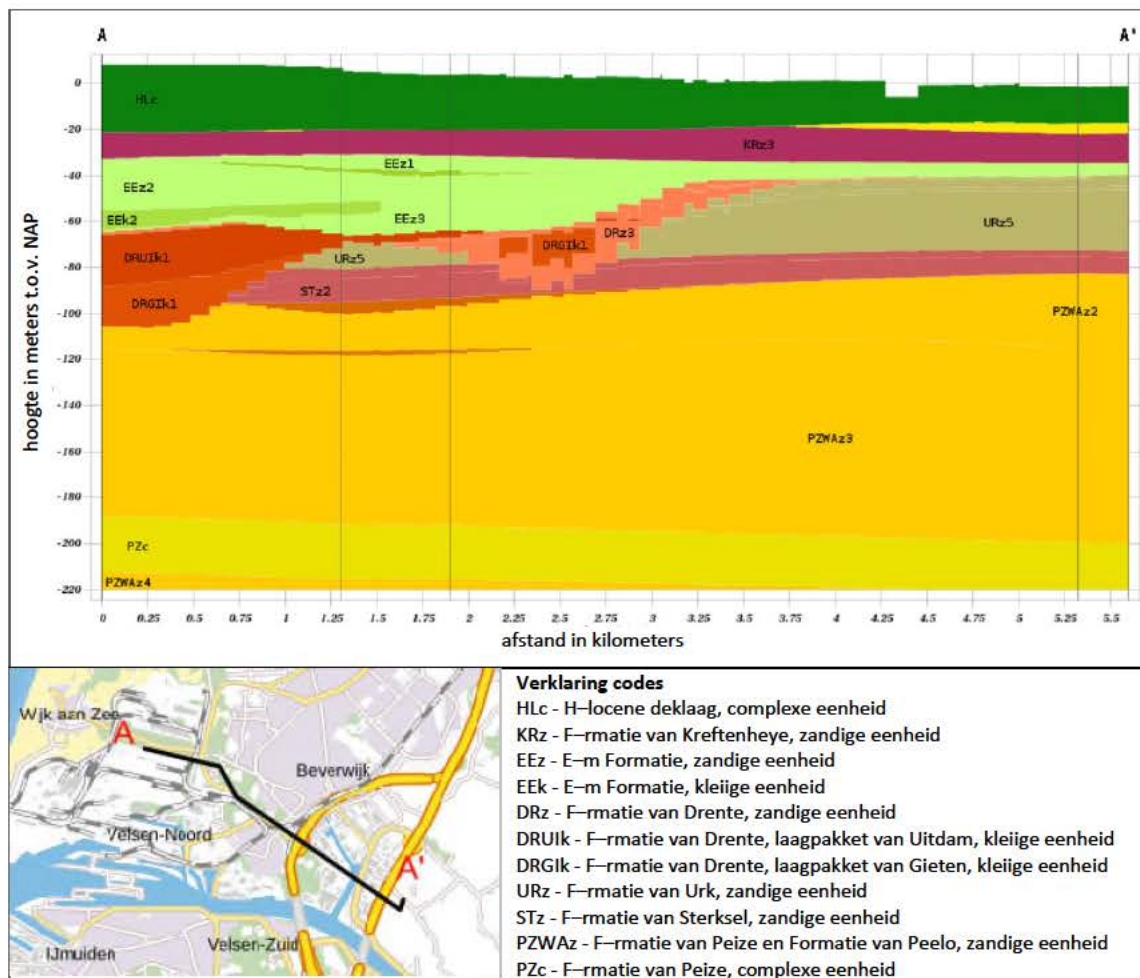 A A'
hoogte in meters t.o.v. NAP
0
-20
-40
-60
-80
-100
-120
-140
-160
-180
-200
-220
HLc
KRz3
EEz1
EEz2
EEk2
EEz3
DRUIk1
DRGIk1
URz5
STz2
DRGIk1
DRz3
URz5
PZWAz2
PZWAz3
PZc
PZWAz4
0 0.25 0.5 0.75 1 1.25 1.5 1.75 2 2.25 2.5 2.75 3 3.25 3.5 3.75 4 4.25 4.5 4.75 5 5.25 5.5
afstand in kilometers
Wijk aan Zee
A
Beverwijk
Velsen-Noord
A'
IJmuiden
Velsen-Zuid
Verklaring codes
HLc - H–locene deklaag, complexe eenheid
KRz - F–rmatie van Kreftenheye, zandige eenheid
EEz - E–m Formatie, zandige eenheid
EEk - E–m Formatie, kleiige eenheid
DRz - F–rmatie van Drente, zandige eenheid
DRUIk - F–rmatie van Drente, laagpakket van Uitdam, kleiige eenheid
DRGIk - F–rmatie van Drente, laagpakket van Gieten, kleiige eenheid
URz - F–rmatie van Urk, zandige eenheid
STz - F–rmatie van Sterksel, zandige eenheid
PZWAz - F–rmatie van Peize en Formatie van Peelo, zandige eenheid
PZc - F–rmatie van Peize, complexe eenheid